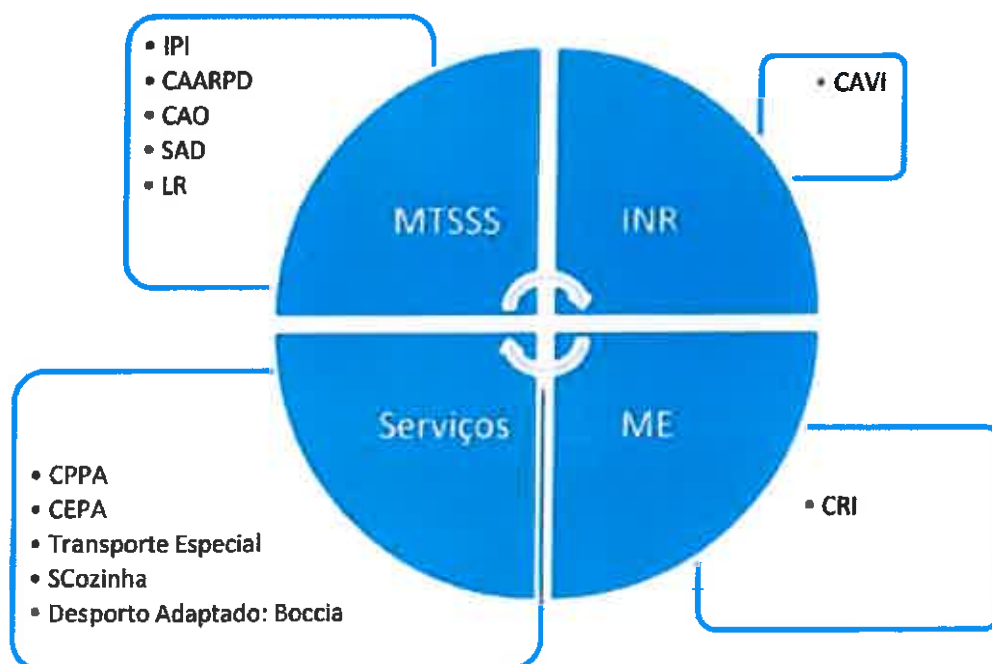 • IPI
• CAARPD
• CAO
• SAD
• LR
• CAVI
MTSSS
INR
Serviços
ME
• CPPA
• CEPA
• Transporte Especial
• SCozinha
• Desporto Adaptado: Boccia
• CRI